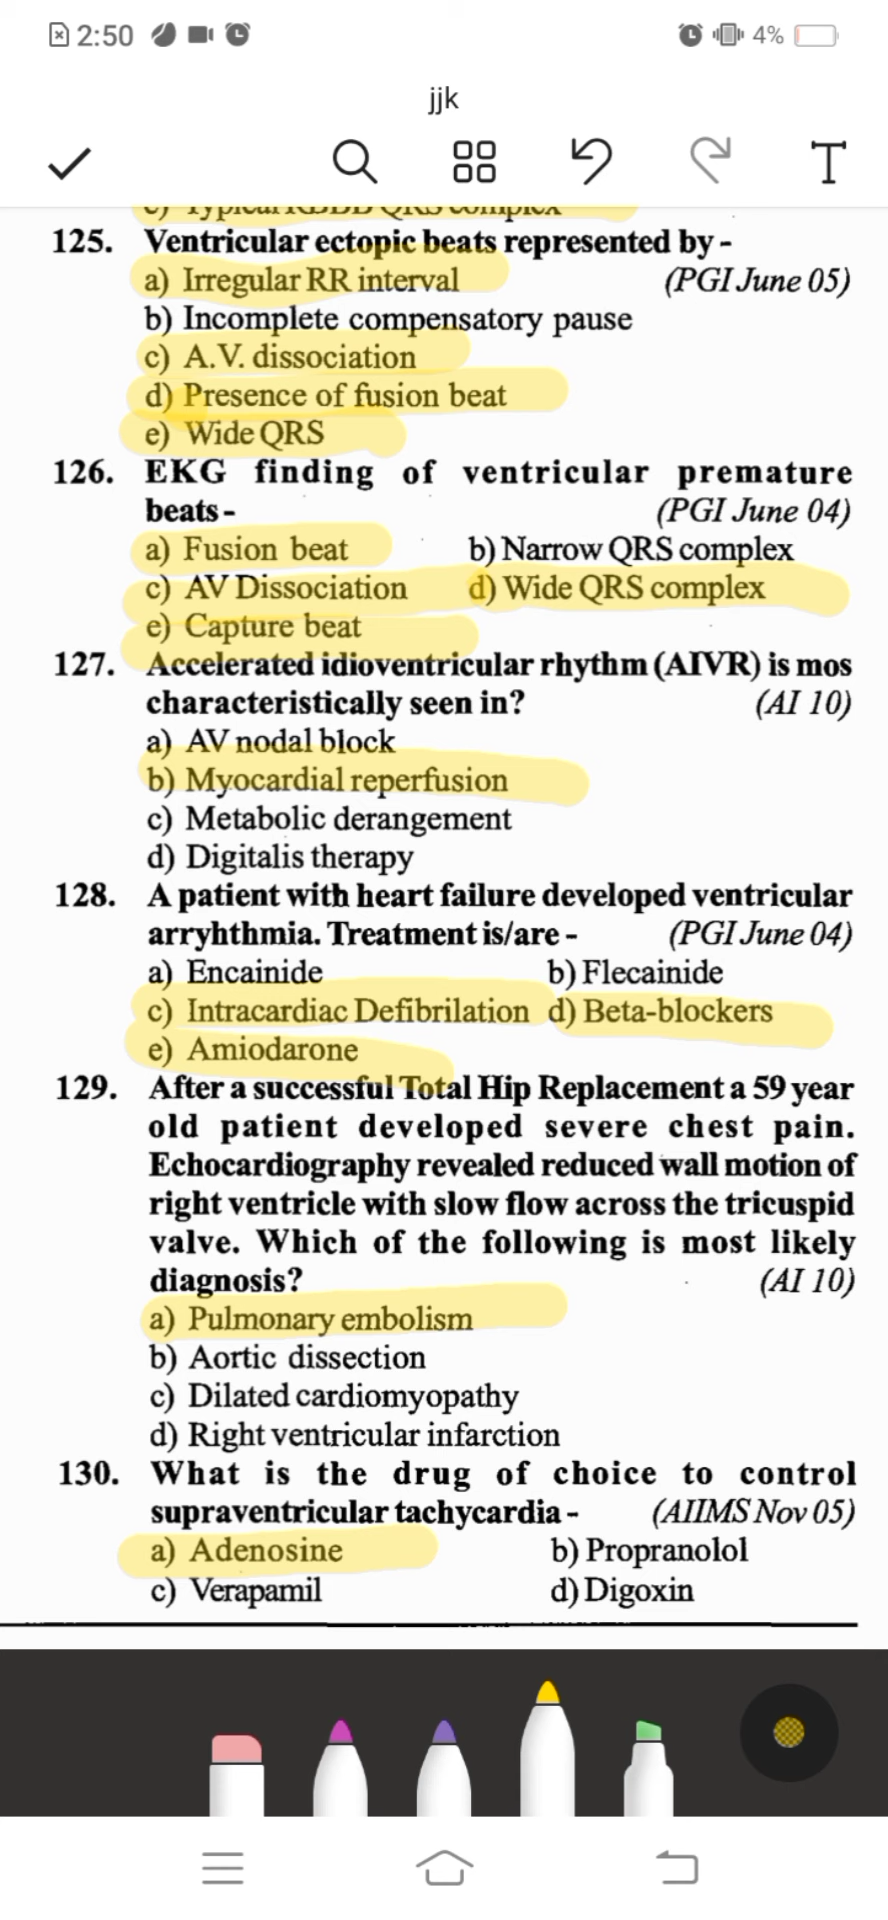 2:50
4%
jjk
T
e) Typical RBBB QRS complex
125. Ventricular ectopic beats represented by -
a) Irregular RR interval (PGI June 05)
b) Incomplete compensatory pause
c) A.V. dissociation
d) Presence of fusion beat
e) Wide QRS
126. EKG finding of ventricular premature
beats - (PGI June 04)
a) Fusion beat b) Narrow QRS complex
c) AV Dissociation d) Wide QRS complex
e) Capture beat
127. Accelerated idioventricular rhythm (AIVR) is mos
characteristically seen in? (AI 10)
a) AV nodal block
b) Myocardial reperfusion
c) Metabolic derangement
d) Digitalis therapy
128. A patient with heart failure developed ventricular
arryhthmia. Treatment is/are - (PGI June 04)
a) Encainide b) Flecainide
c) Intracardiac Defibrilation d) Beta-blockers
e) Amiodarone
129. After a successful Total Hip Replacement a 59 year
old patient developed severe chest pain.
Echocardiography revealed reduced wall motion of
right ventricle with slow flow across the tricuspid
valve. Which of the following is most likely
diagnosis? (AI 10)
a) Pulmonary embolism
b) Aortic dissection
c) Dilated cardiomyopathy
d) Right ventricular infarction
130. What is the drug of choice to control
supraventricular tachycardia - (AIIMS Nov 05)
a) Adenosine b) Propranolol
c) Verapamil d) Digoxin